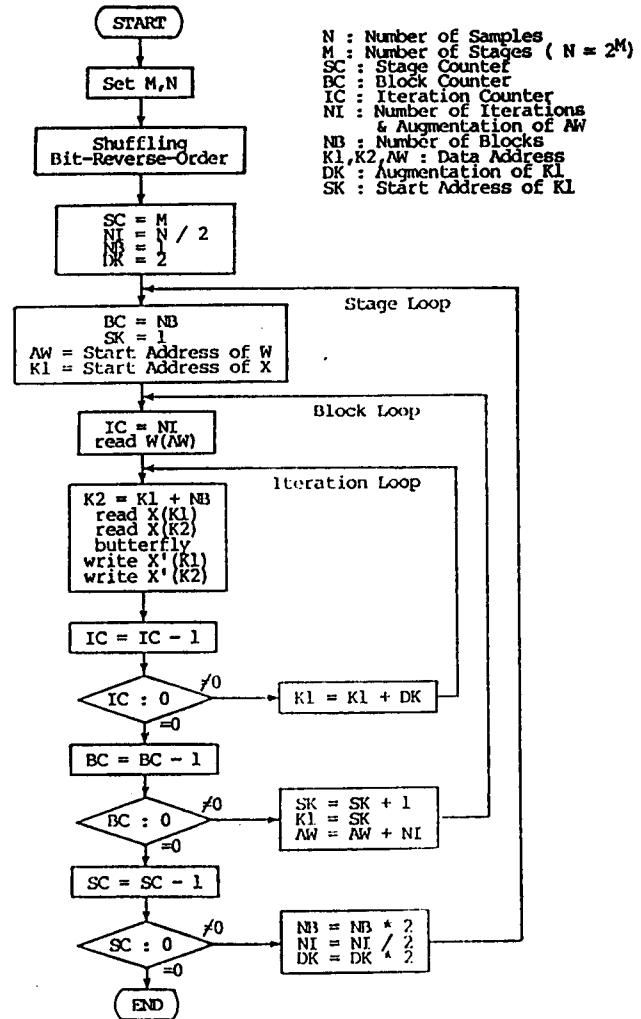 START
Set M,N
Shuffling
Bit-Reverse-Order
SC = M
NI = N / 2
NB = 1
DK = 2
N : Number of Samples
M : Number of Stages ( N = 2^M)
SC : Stage Counter
BC : Block Counter
IC : Iteration Counter
NI : Number of Iterations
& Augmentation of AW
NB : Number of Blocks
K1,K2,AW : Data Address
DK : Augmentation of K1
SK : Start Address of K1
Stage Loop
BC = NB
SK = 1
AW = Start Address of W
K1 = Start Address of X
Block Loop
IC = NI
read W(AW)
Iteration Loop
K2 = K1 + NB
read X(K1)
read X(K2)
butterfly
write X'(K1)
write X'(K2)
IC = IC - 1
IC : 0
≠0
=0
K1 = K1 + DK
BC = BC - 1
BC : 0
≠0
=0
SK = SK + 1
K1 = SK
AW = AW + NI
SC = SC - 1
SC : 0
≠0
=0
NB = NB * 2
NI = NI / 2
DK = DK * 2
END